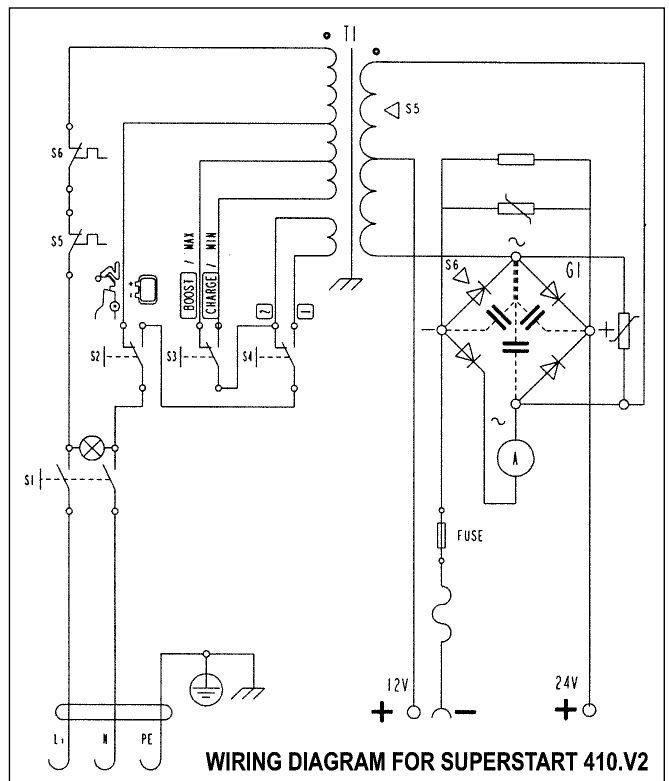 T1
S5
S6
S5
BOOST / MAX
CHARGE / MIN
2
1
S6
G1
~
− +
+
-
S2 S3 S4
~
A
S1
FUSE
12V 24V
+ − +
L1 N PE
WIRING DIAGRAM FOR SUPERSTART 410.V2